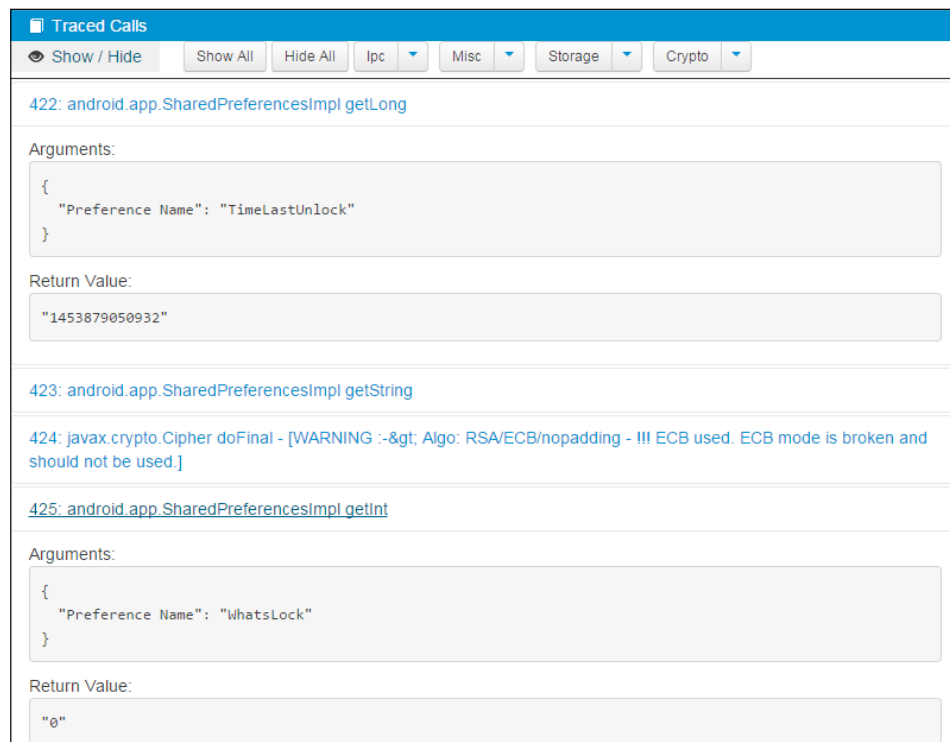 Traced Calls
Show / Hide Show All Hide All Ipc Misc Storage Crypto
422: android.app.SharedPreferencesImpl getLong
Arguments:
{
"Preference Name": "TimeLastUnlock"
}
Return Value:
"1453879050932"
423: android.app.SharedPreferencesImpl getString
424: javax.crypto.Cipher doFinal - [WARNING :-&gt; Algo: RSA/ECB/nopadding - !!! ECB used. ECB mode is broken and
should not be used.]
425: android.app.SharedPreferencesImpl getInt
Arguments:
{
"Preference Name": "WhatsLock"
}
Return Value:
"0"